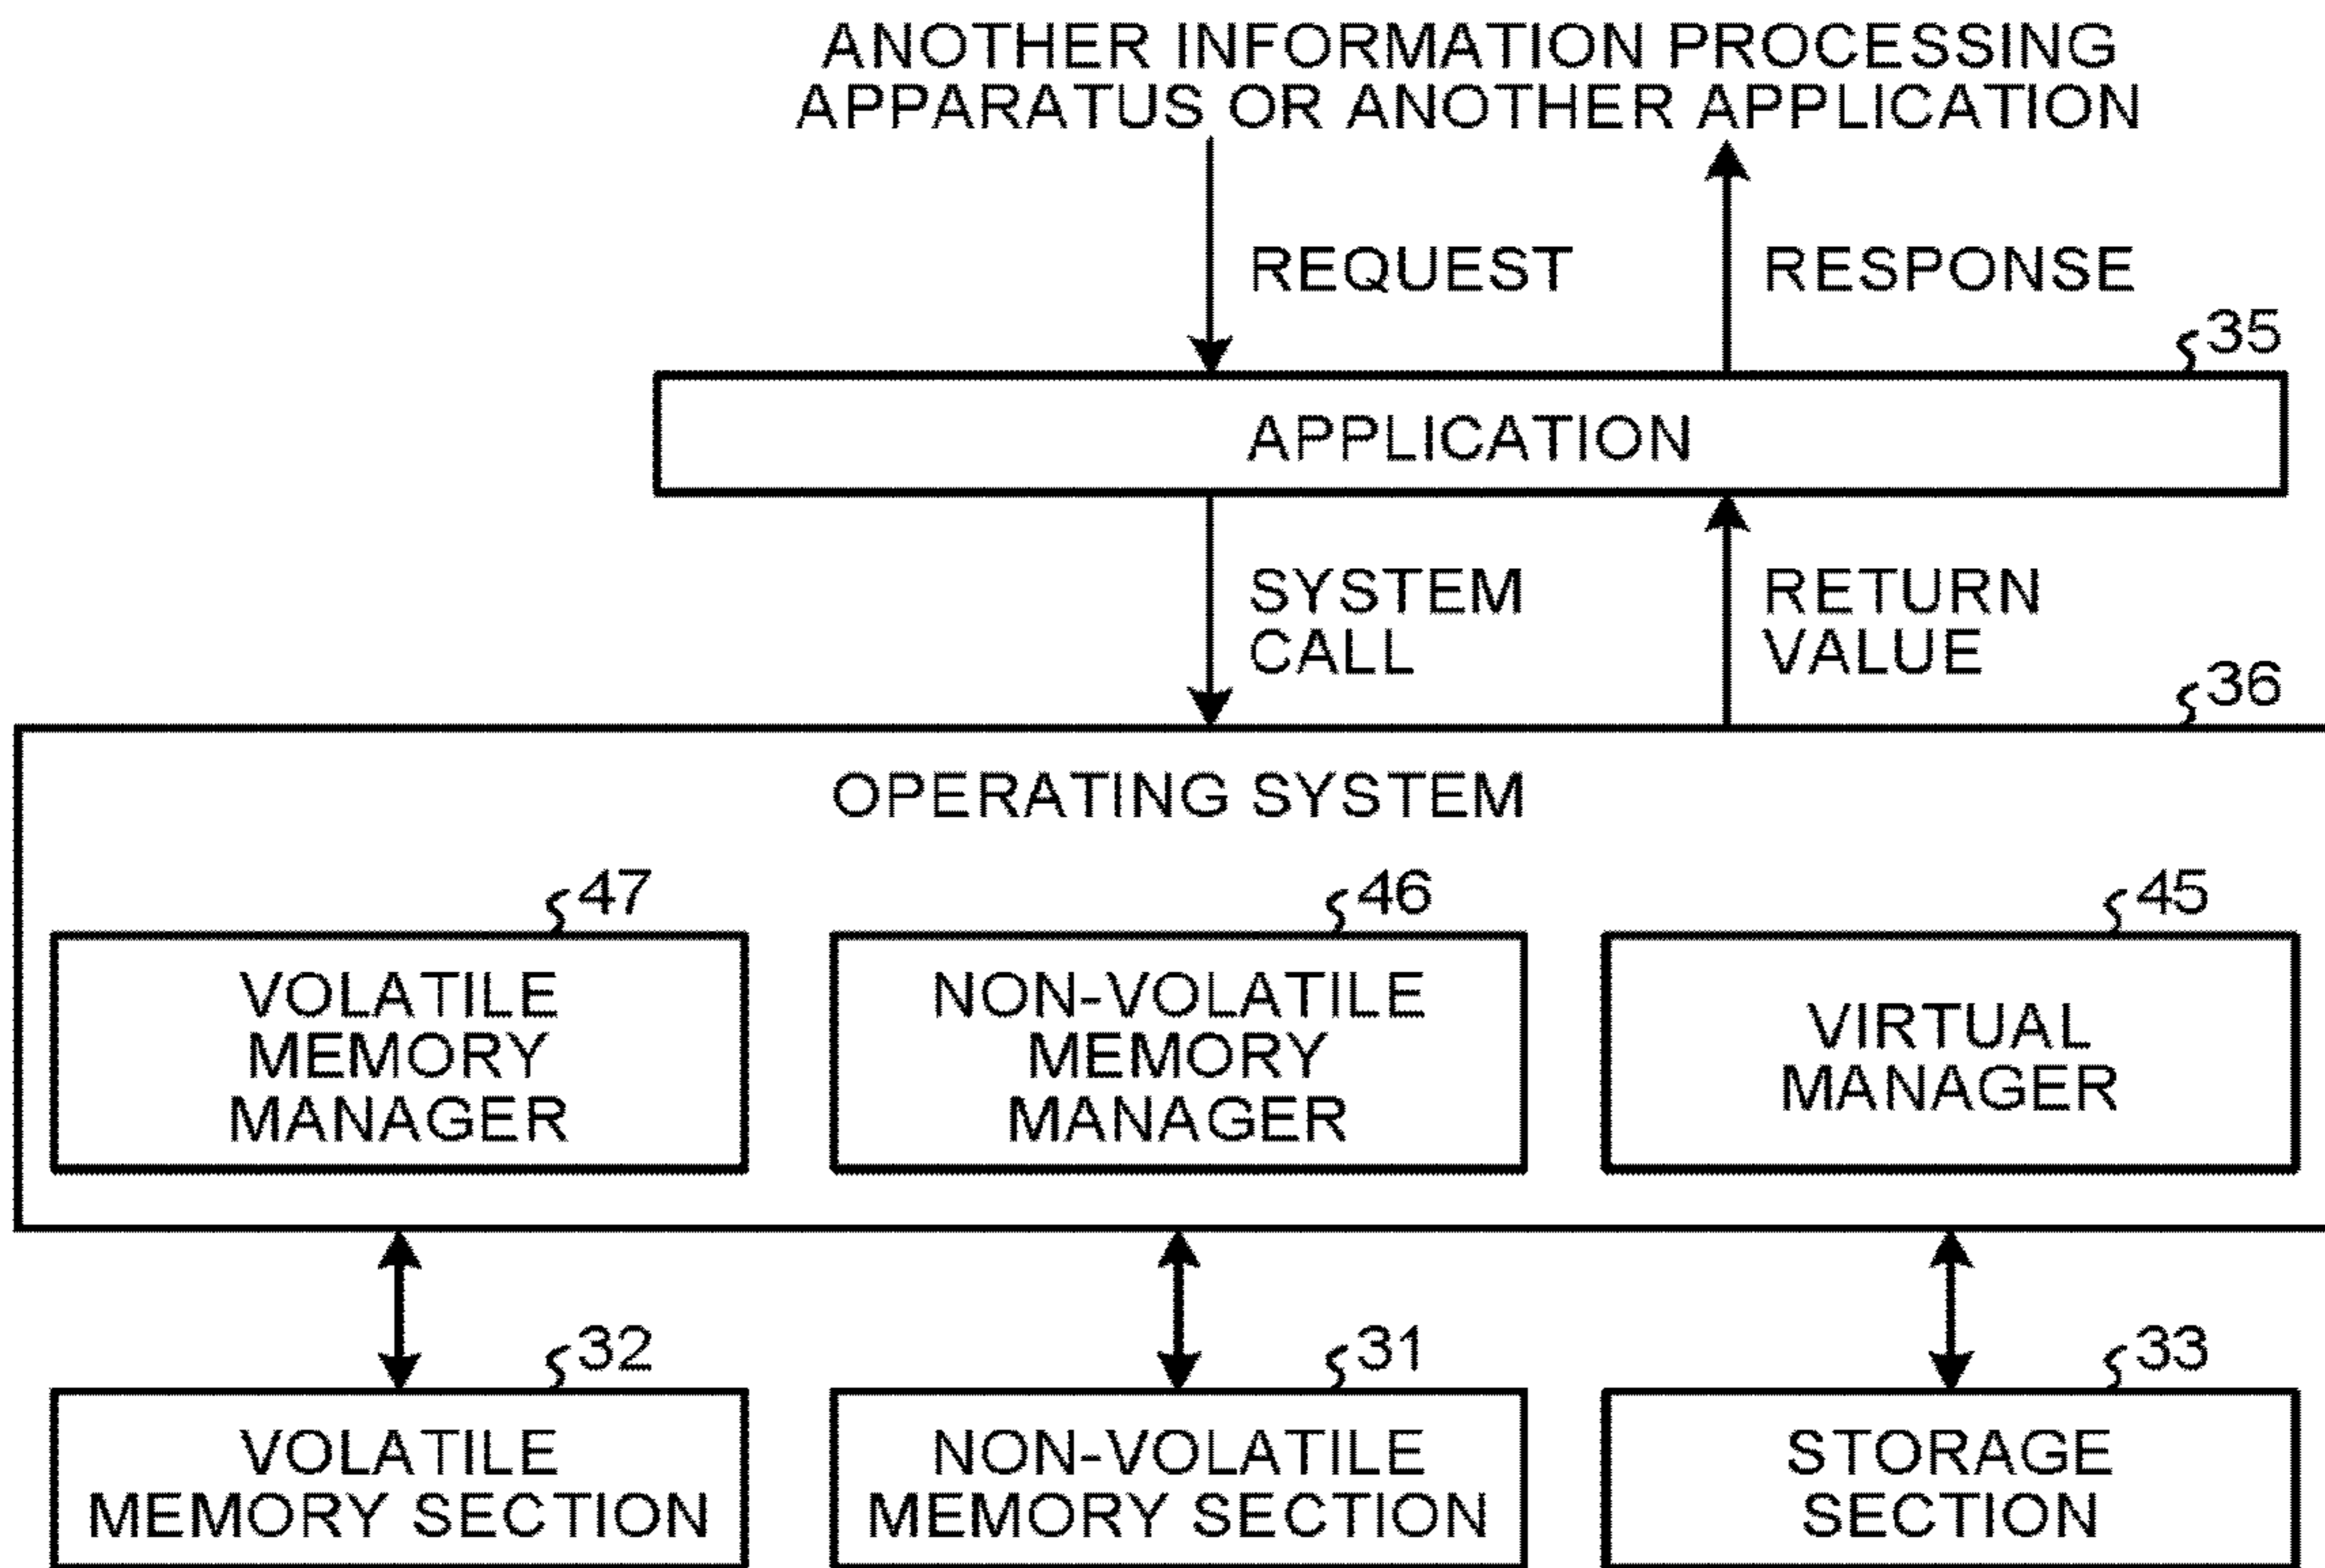 ANOTHER INFORMATION PROCESSING
APPARATUS OR ANOTHER APPLICATION
REQUEST
RESPONSE
35
APPLICATION
SYSTEM
CALL
RETURN
VALUE
36
OPERATING SYSTEM
47
VOLATILE
MEMORY
MANAGER
46
NON-VOLATILE
MEMORY
MANAGER
45
VIRTUAL
MANAGER
32
VOLATILE
MEMORY SECTION
31
NON-VOLATILE
MEMORY SECTION
33
STORAGE
SECTION